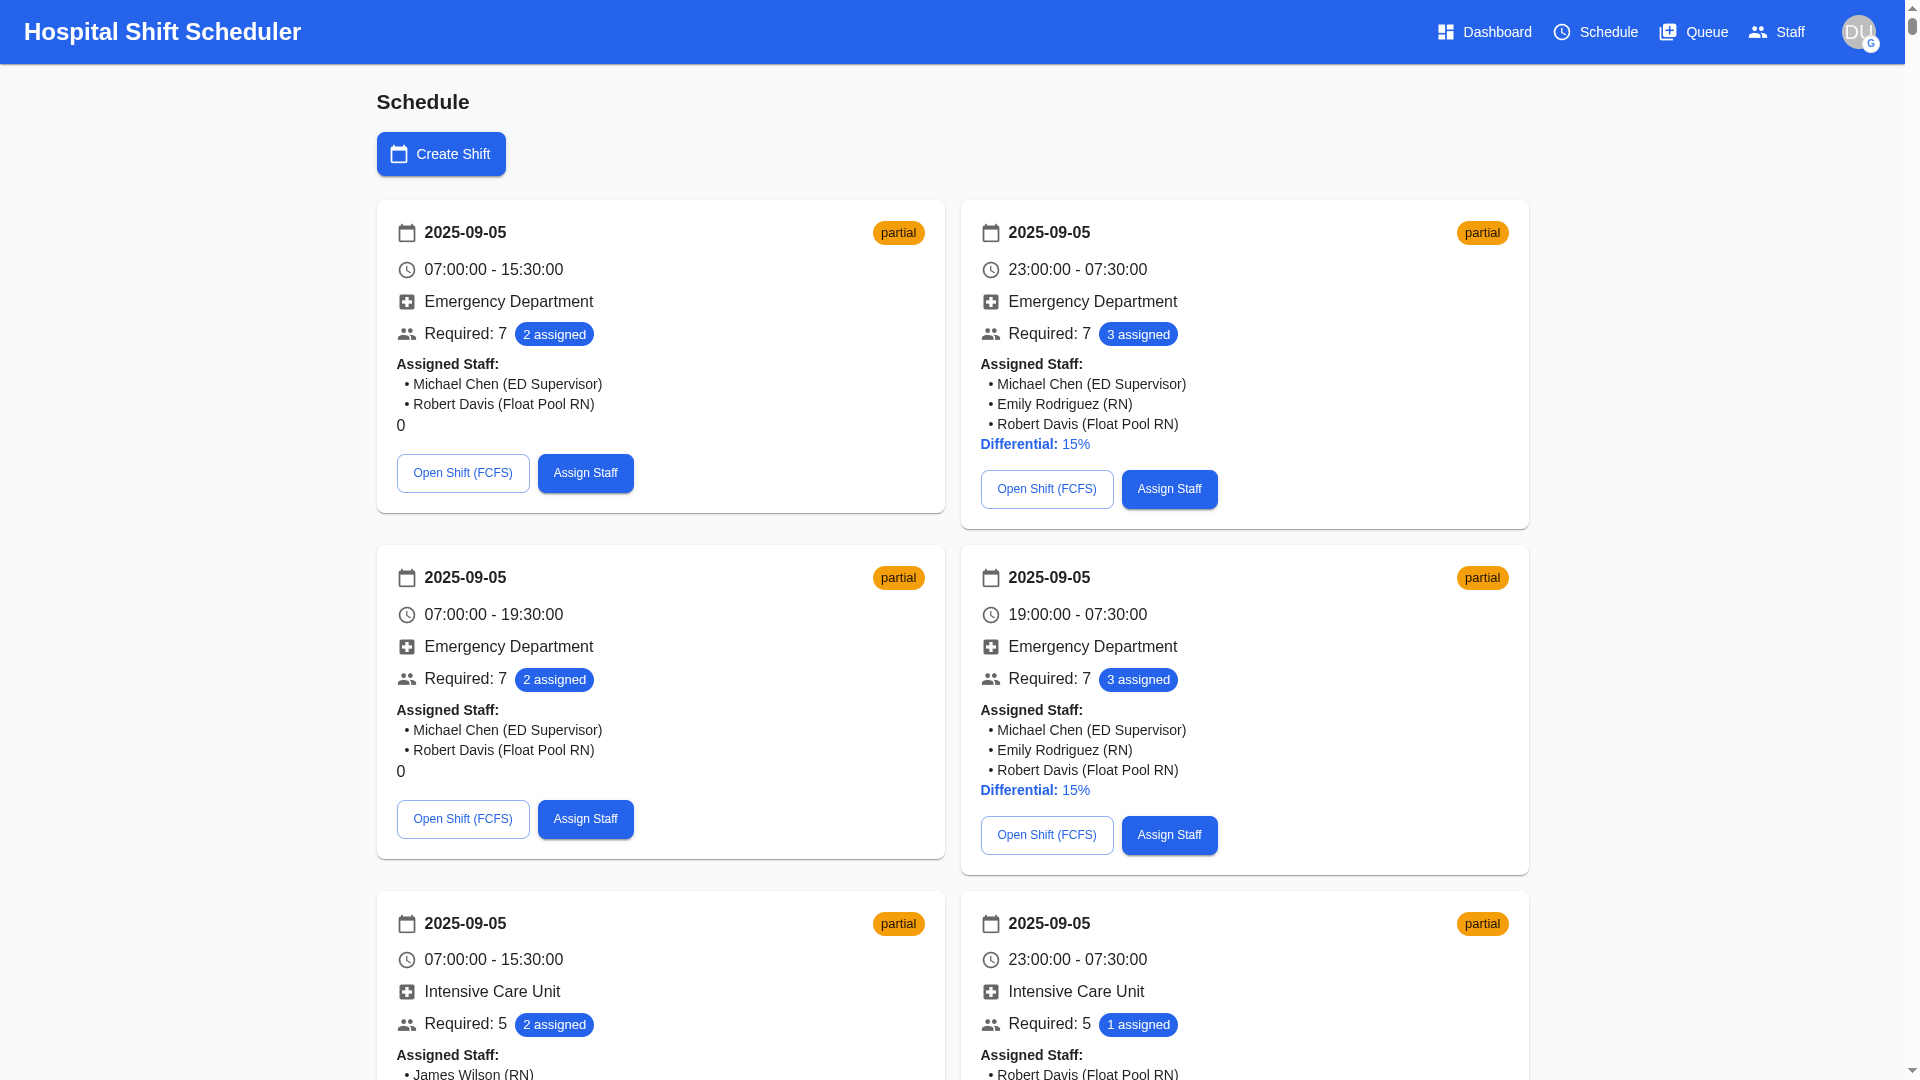 Hospital Shift Scheduler
Dashboard
Schedule
Queue
Staff
DU
G
Schedule
Create Shift
2025-09-05
partial
07:00:00 - 15:30:00
Emergency Department
Required: 7 2 assigned
Assigned Staff:
• Michael Chen (ED Supervisor)
• Robert Davis (Float Pool RN)
0
Open Shift (FCFS)
Assign Staff
2025-09-05
partial
23:00:00 - 07:30:00
Emergency Department
Required: 7 3 assigned
Assigned Staff:
• Michael Chen (ED Supervisor)
• Emily Rodriguez (RN)
• Robert Davis (Float Pool RN)
Differential: 15%
Open Shift (FCFS)
Assign Staff
2025-09-05
partial
07:00:00 - 19:30:00
Emergency Department
Required: 7 2 assigned
Assigned Staff:
• Michael Chen (ED Supervisor)
• Robert Davis (Float Pool RN)
0
Open Shift (FCFS)
Assign Staff
2025-09-05
partial
19:00:00 - 07:30:00
Emergency Department
Required: 7 3 assigned
Assigned Staff:
• Michael Chen (ED Supervisor)
• Emily Rodriguez (RN)
• Robert Davis (Float Pool RN)
Differential: 15%
Open Shift (FCFS)
Assign Staff
2025-09-05
partial
07:00:00 - 15:30:00
Intensive Care Unit
Required: 5 2 assigned
Assigned Staff:
• James Wilson (RN)
2025-09-05
partial
23:00:00 - 07:30:00
Intensive Care Unit
Required: 5 1 assigned
Assigned Staff:
• Robert Davis (Float Pool RN)